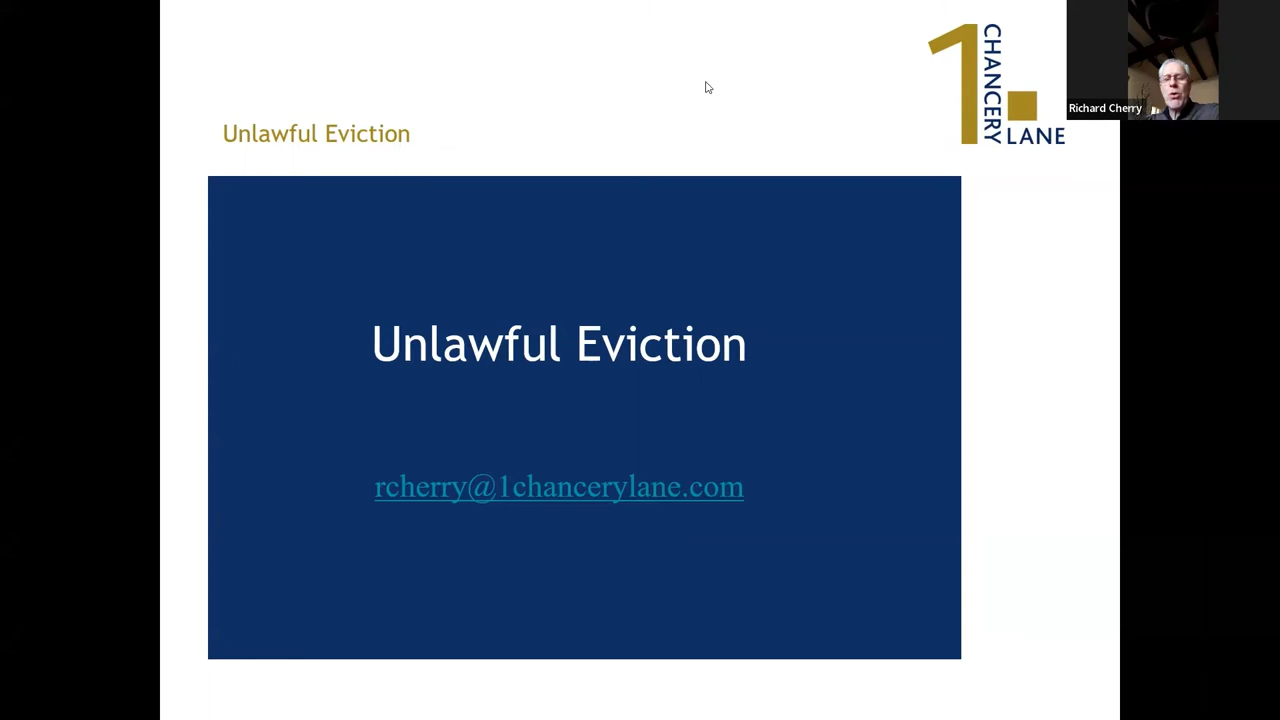 1 CHANCERY LANE
Richard Cherry
Unlawful Eviction
Unlawful Eviction
rcherry@1chancerylane.com